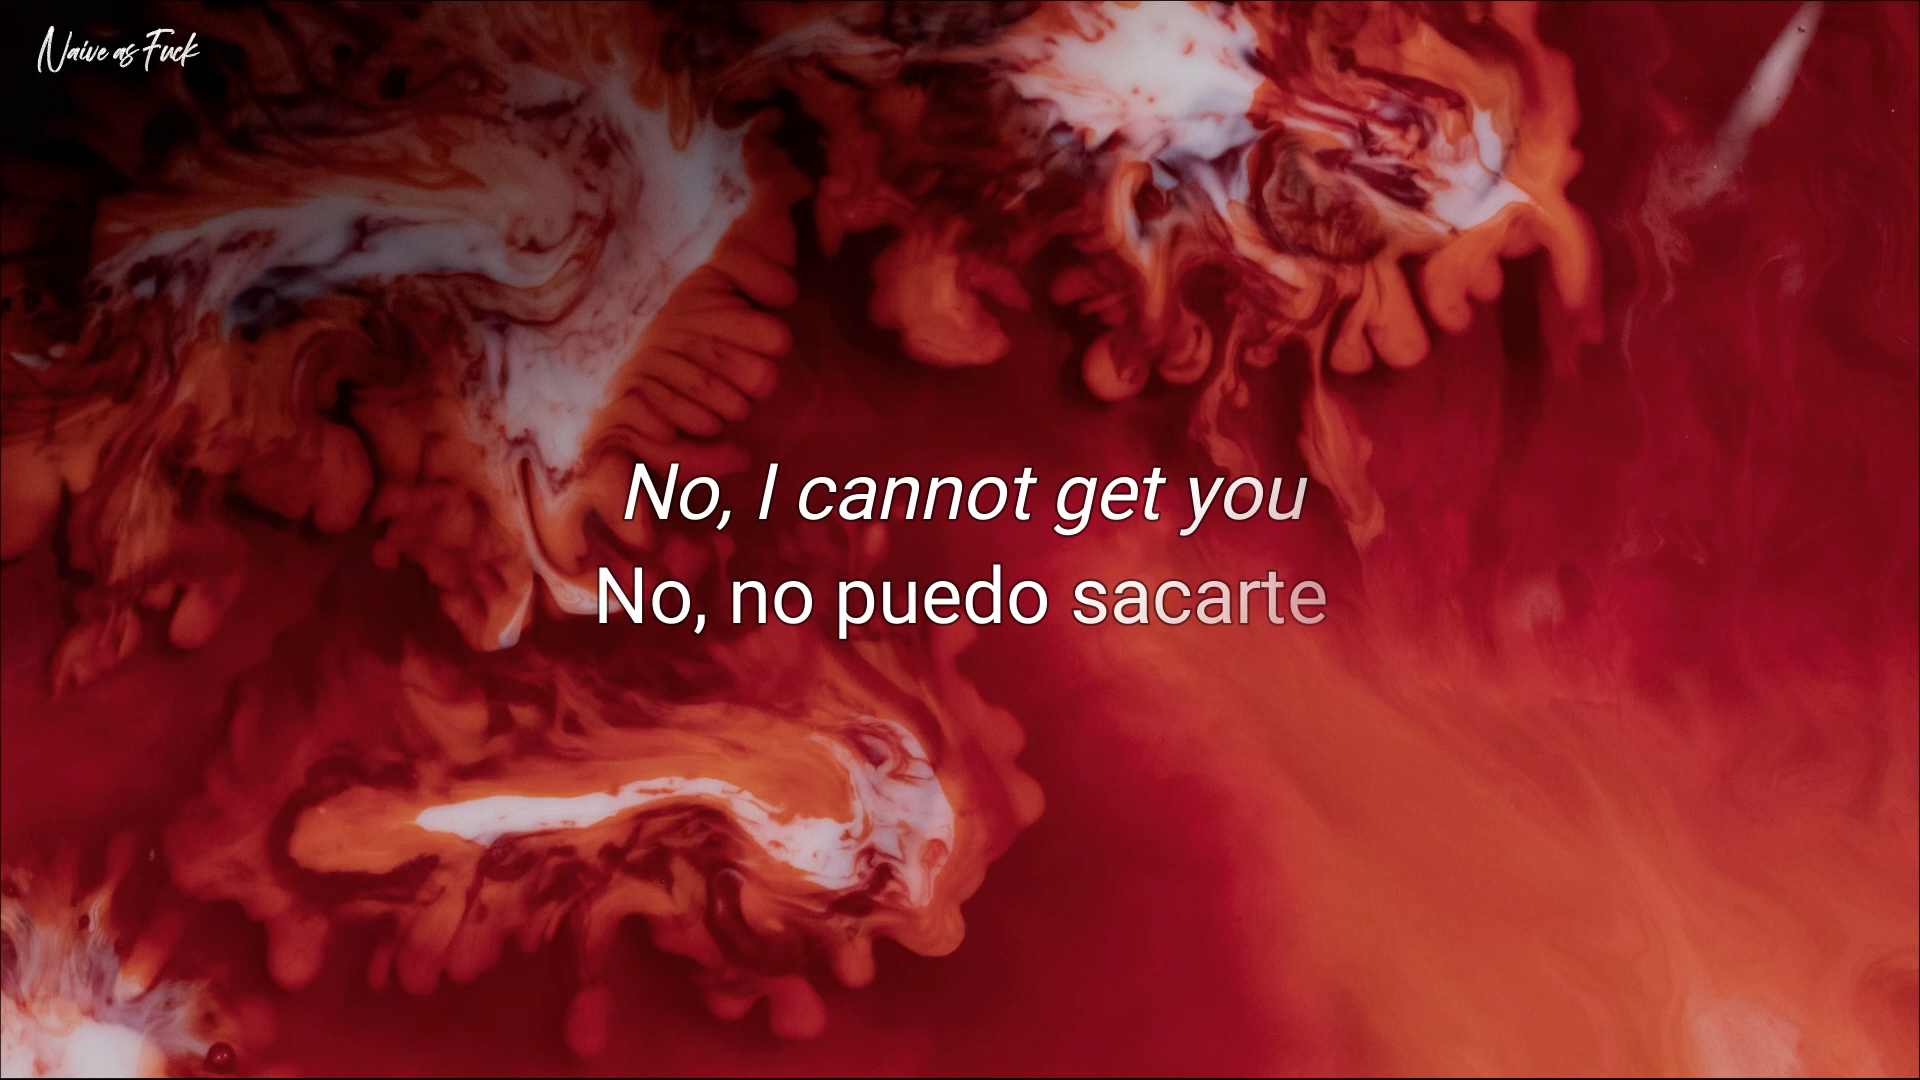 Naive as Fuck
No, I cannot get you
No, no puedo sacarte